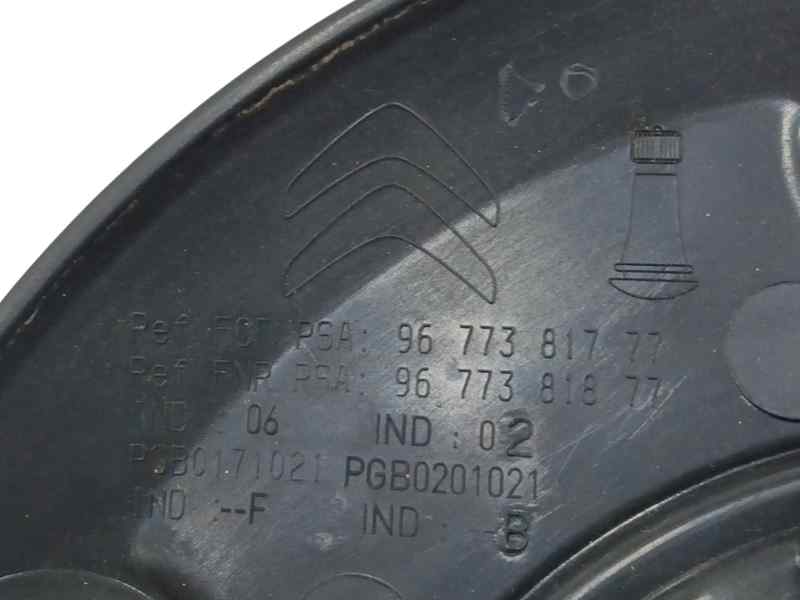 Ref FCT PSA: 96 773 817 77
Ref FNR PSA: 96 773 818 77
IND : 06 IND : 02
PGB0171021 PGB0201021
IND :--F IND : -B